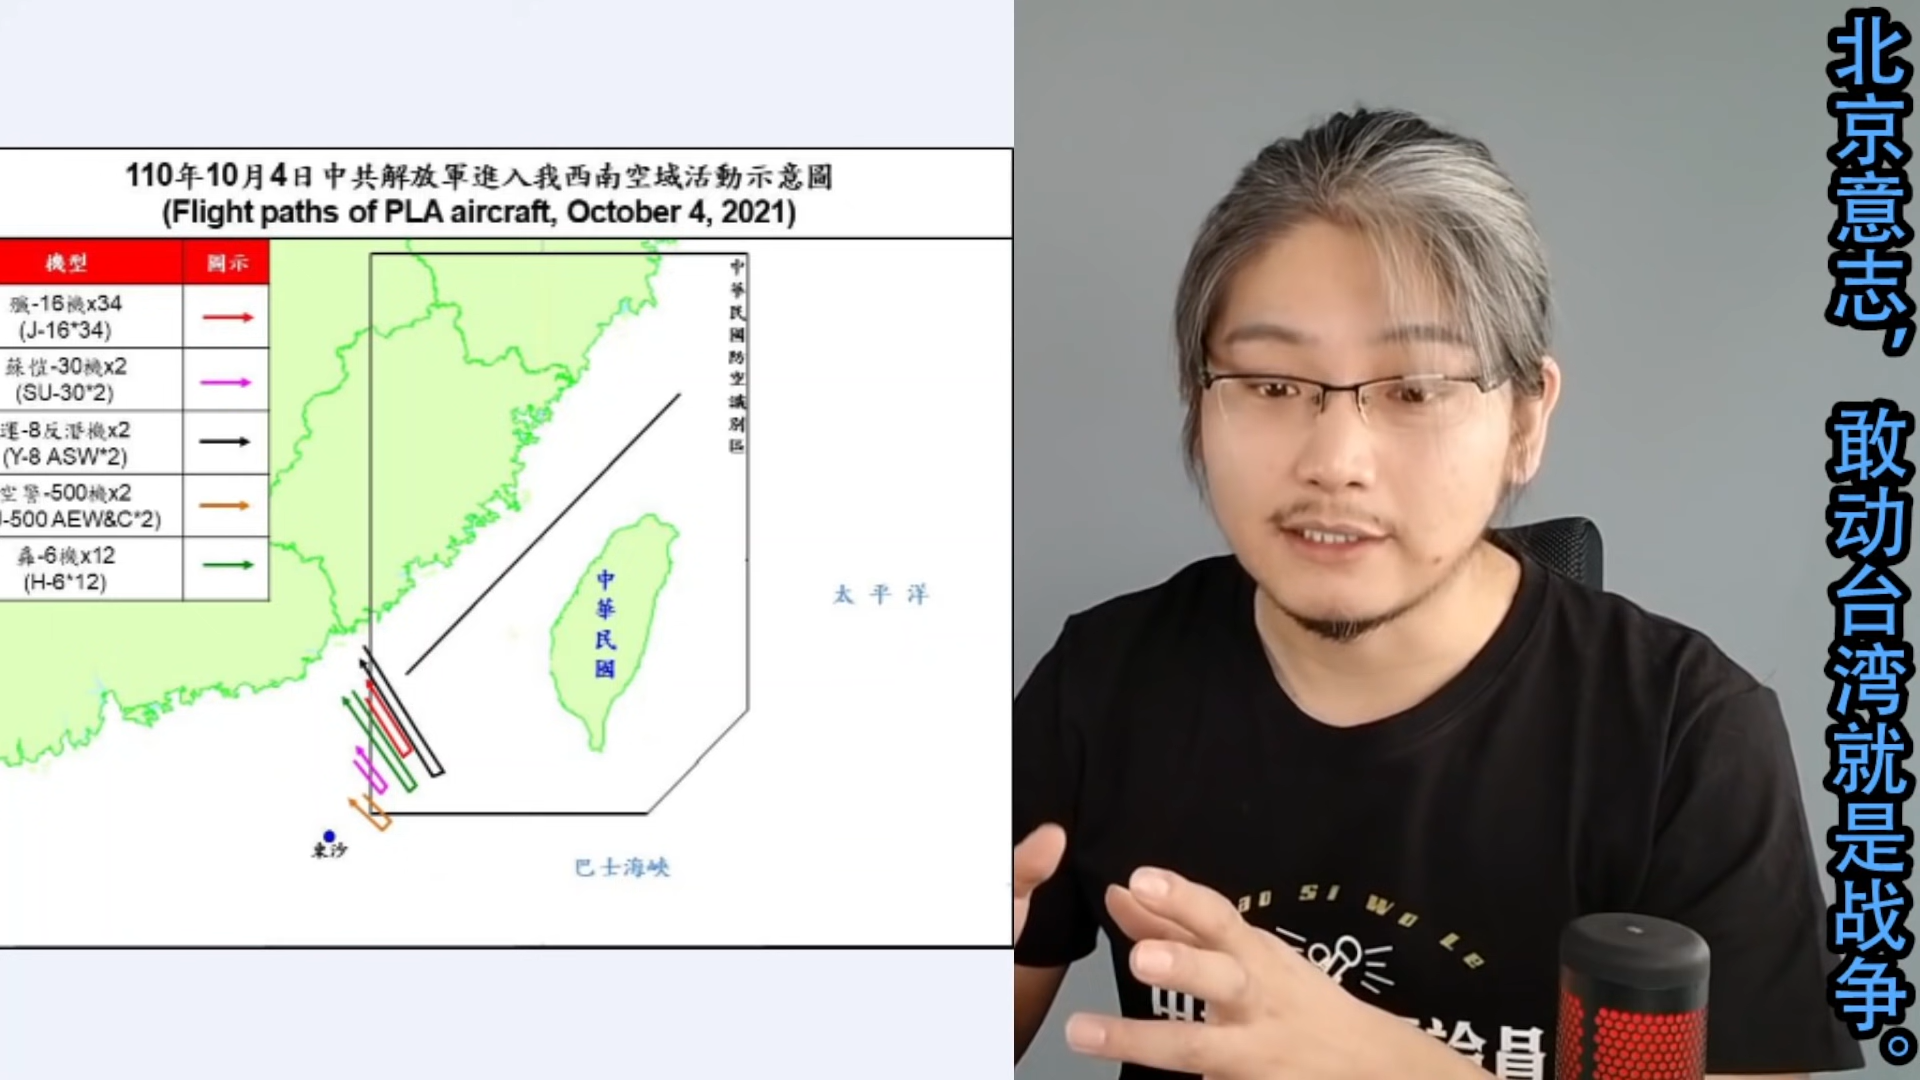 110年10月4日中共解放軍進入我西南空域活動示意圖
(Flight paths of PLA aircraft, October 4, 2021)
機型 圖示
殲-16機x34
(J-16*34)
蘇愷-30機x2
(SU-30*2)
運-8反潛機x2
(Y-8 ASW*2)
空警-500機x2
J-500 AEW&C*2)
轟-6機x12
(H-6*12)
中華民國防空識別區
中華民國
太平洋
東沙
巴士海峽
SI WO LE
論員
北京意志，敢动台湾就是战争。